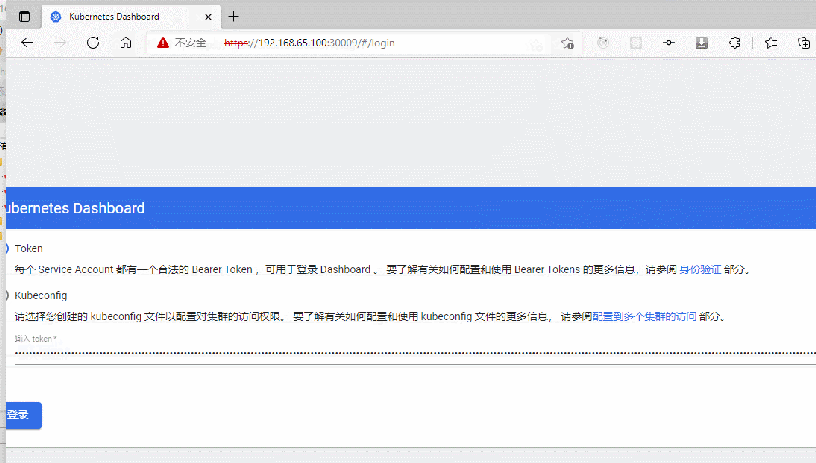 Kubernetes Dashboard
不安全 https://192.168.65.100:30009/#/login
ubernetes Dashboard
Token
每个 Service Account 都有一个合法的 Bearer Token ，可用于登录 Dashboard 。 要了解有关如何配置和使用 Bearer Tokens 的更多信息，请参阅 身份验证 部分。
Kubeconfig
请选择您创建的 kubeconfig 文件以配置对集群的访问权限。 要了解有关如何配置和使用 kubeconfig 文件的更多信息， 请参阅配置到多个集群的访问 部分。
输入 token *
登录